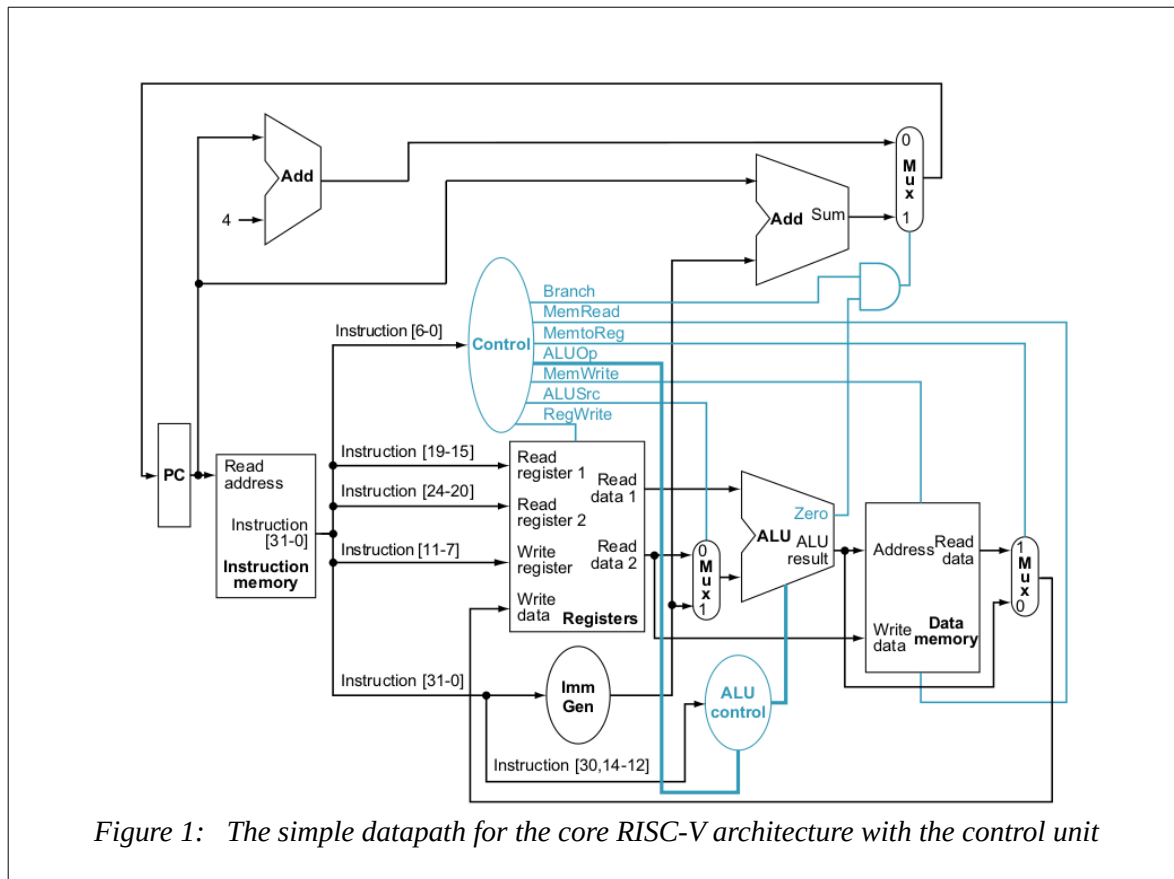 Add
4
Add
Sum
0
Mux
1
Branch
MemRead
MemtoReg
ALUOp
MemWrite
ALUSrc
RegWrite
Instruction [6-0]
Control
PC
Read
address
Instruction
[31-0]
Instruction
memory
Instruction [19-15]
Instruction [24-20]
Instruction [11-7]
Read
register 1
Read
register 2
Write
register
Write
data
Read
data 1
Read
data 2
Registers
0
Mux
1
Zero
ALU
ALU
result
Address
Read
data
Write
data
Data
memory
1
Mux
0
Instruction [31-0]
Imm
Gen
ALU
control
Instruction [30,14-12]
Figure 1: The simple datapath for the core RISC-V architecture with the control unit